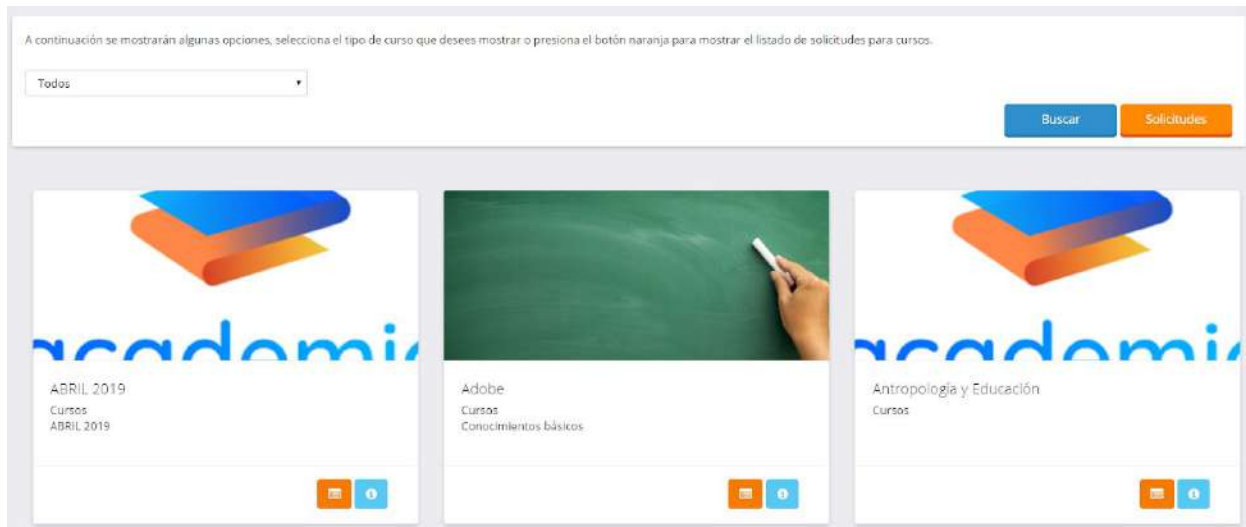 A continuación se mostrarán algunas opciones, selecciona el tipo de curso que desees mostrar o presiona el botón naranja para mostrar el listado de solicitudes para cursos.
Todos
Buscar
Solicitudes
academic
academic
ABRIL 2019
Cursos
ABRIL 2019
Adobe
Cursos
Conocimientos básicos
Antropología y Educación
Cursos